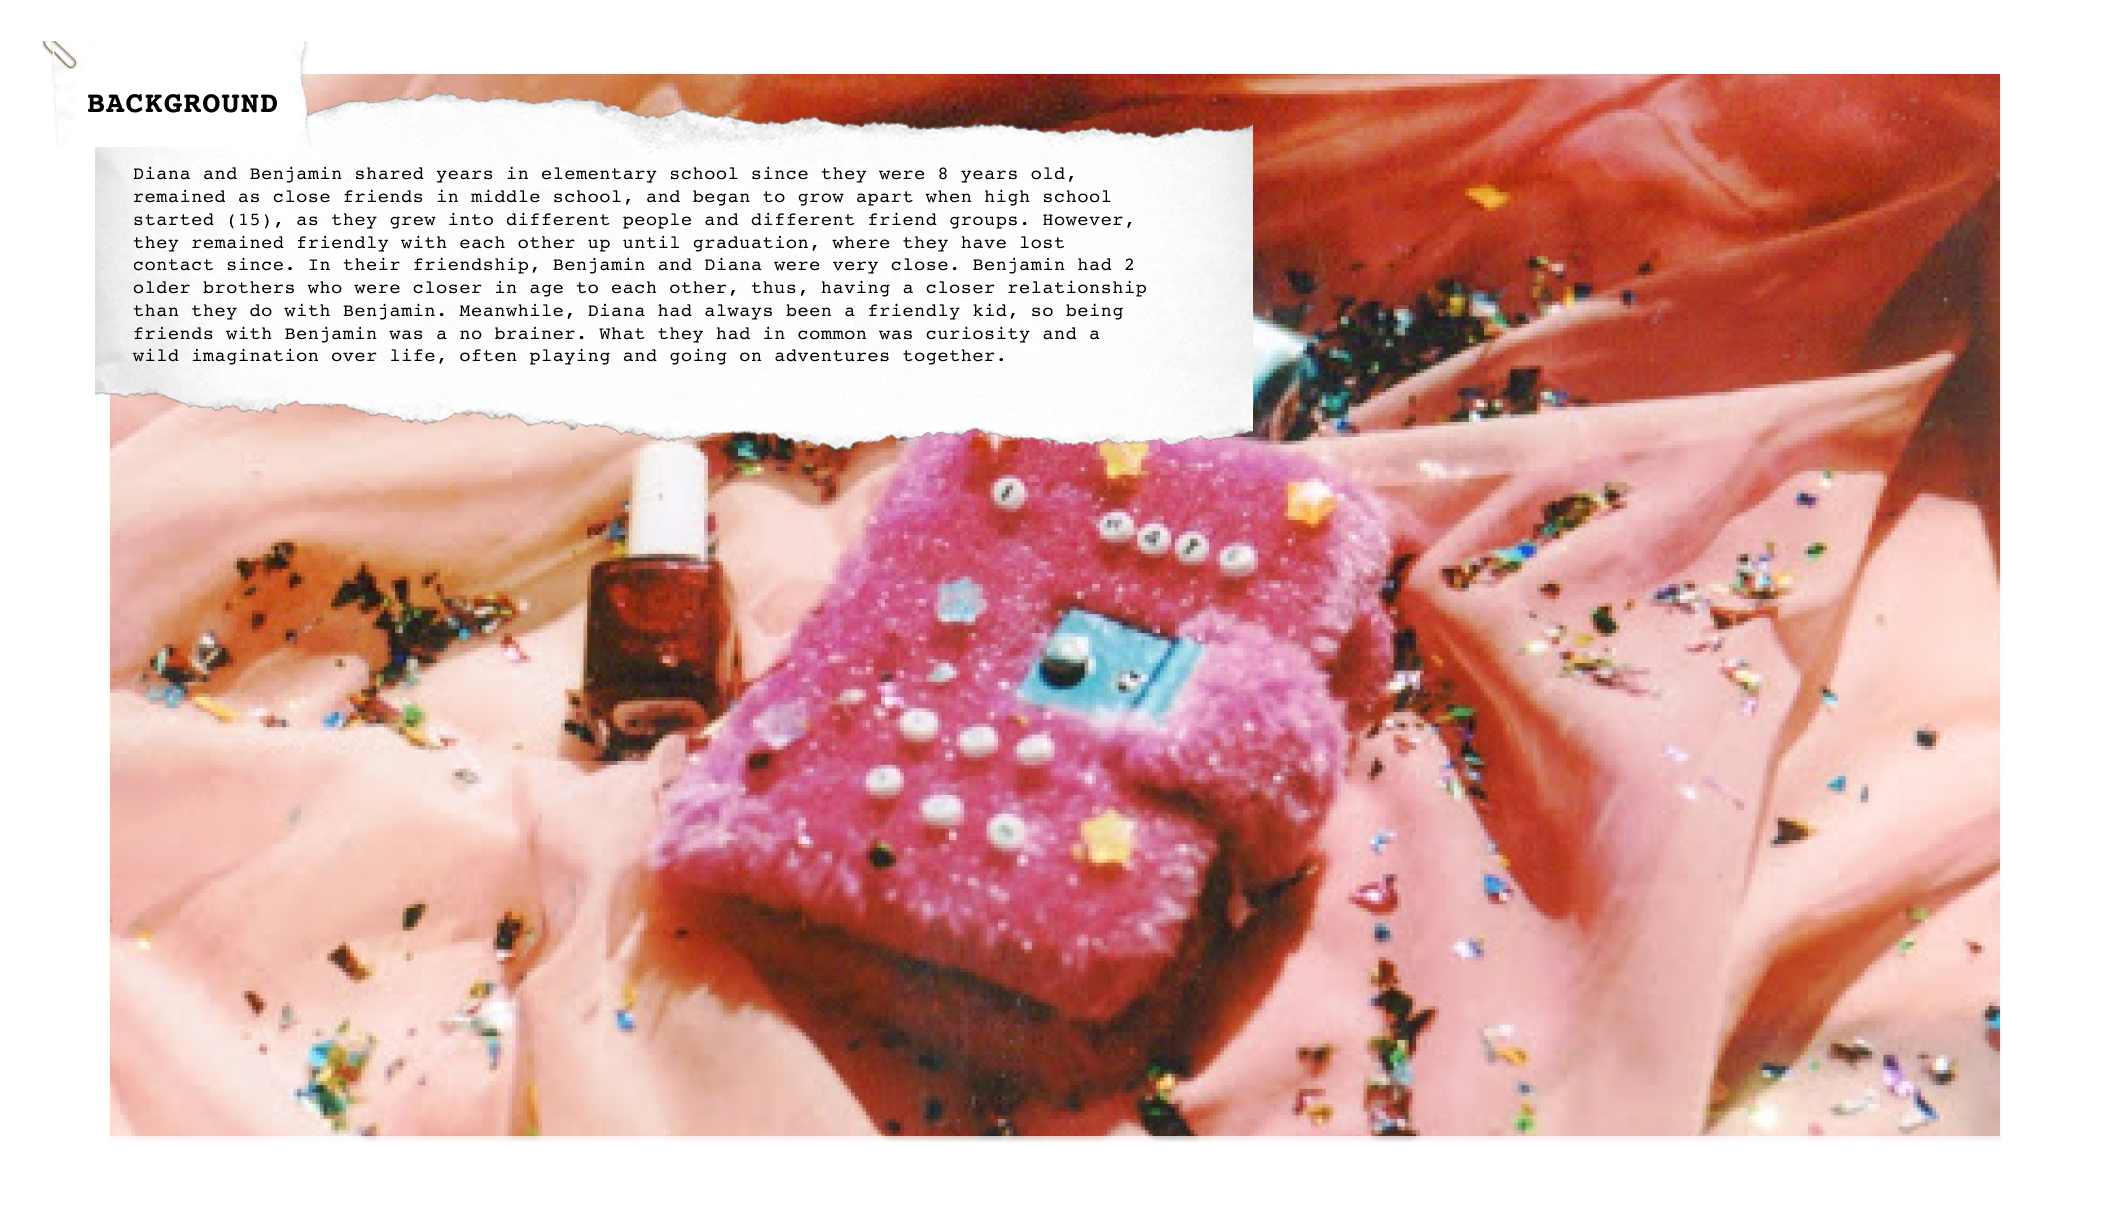 BACKGROUND
Diana and Benjamin shared years in elementary school since they were 8 years old,
remained as close friends in middle school, and began to grow apart when high school
started (15), as they grew into different people and different friend groups. However,
they remained friendly with each other up until graduation, where they have lost
contact since. In their friendship, Benjamin and Diana were very close. Benjamin had 2
older brothers who were closer in age to each other, thus, having a closer relationship
than they do with Benjamin. Meanwhile, Diana had always been a friendly kid, so being
friends with Benjamin was a no brainer. What they had in common was curiosity and a
wild imagination over life, often playing and going on adventures together.
I
HATE